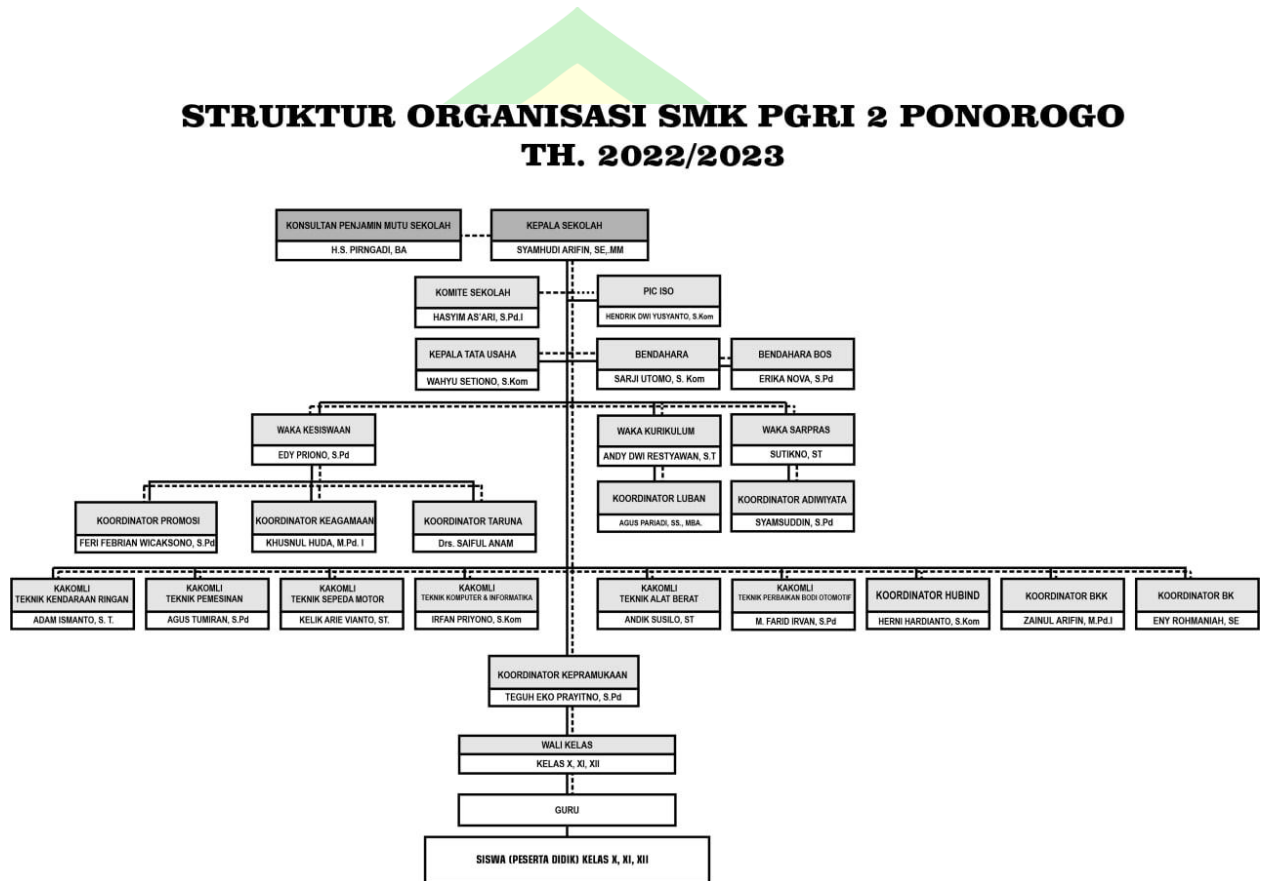 STRUKTUR ORGANISASI SMK PGRI 2 PONOROGO
TH. 2022/2023
KONSULTAN PENJAMIN MUTU SEKOLAH
H.S. PIRNGADI, BA
KEPALA SEKOLAH
SYAMHUDI ARIFIN, SE,.MM
KOMITE SEKOLAH
HASYIM AS'ARI, S.Pd.I
PIC ISO
HENDRIK DWI YUSYANTO, S.Kom
KEPALA TATA USAHA
WAHYU SETIONO, S.Kom
BENDAHARA
SARJI UTOMO, S. Kom
BENDAHARA BOS
ERIKA NOVA, S.Pd
WAKA KESISWAAN
EDY PRIONO, S.Pd
WAKA KURIKULUM
ANDY DWI RESTYAWAN, S.T
WAKA SARPRAS
SUTIKNO, ST
KOORDINATOR LUBAN
AGUS PARIADI, SS., MBA.
KOORDINATOR ADIWIYATA
SYAMSUDDIN, S.Pd
KOORDINATOR PROMOSI
FERI FEBRIAN WICAKSONO, S.Pd
KOORDINATOR KEAGAMAAN
KHUSNUL HUDA, M.Pd. I
KOORDINATOR TARUNA
Drs. SAIFUL ANAM
KAKOMLI
TEKNIK KENDARAAN RINGAN
ADAM ISMANTO, S. T.
KAKOMLI
TEKNIK PEMESINAN
AGUS TUMIRAN, S.Pd
KAKOMLI
TEKNIK SEPEDA MOTOR
KELIK ARIE VIANTO, ST.
KAKOMLI
TEKNIK KOMPUTER & INFORMATIKA
IRFAN PRIYONO, S.Kom
KAKOMLI
TEKNIK ALAT BERAT
ANDIK SUSILO, ST
KAKOMLI
TEKNIK PERBAIKAN BODI OTOMOTIF
M. FARID IRVAN, S.Pd
KOORDINATOR HUBIND
HERNI HARDIANTO, S.Kom
KOORDINATOR BKK
ZAINUL ARIFIN, M.Pd.I
KOORDINATOR BK
ENY ROHMANIAH, SE
KOORDINATOR KEPRAMUKAAN
TEGUH EKO PRAYITNO, S.Pd
WALI KELAS
KELAS X, XI, XII
GURU
SISWA (PESERTA DIDIK) KELAS X, XI, XII